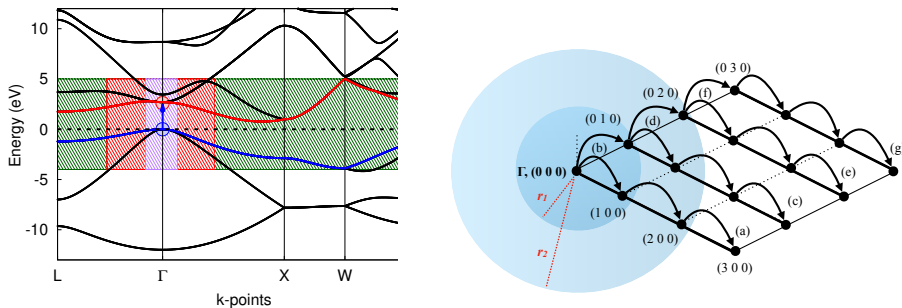 10
5
0
-5
-10
Energy (eV)
L
Γ
X
W
k-points
(0 3 0)
(0 2 0)
(f)
(0 1 0)
(d)
(g
(b)
Γ, (0 0 0)
(e)
r1
(1 0 0)
(c)
(2 0 0)
(a)
r2
(3 0 0)